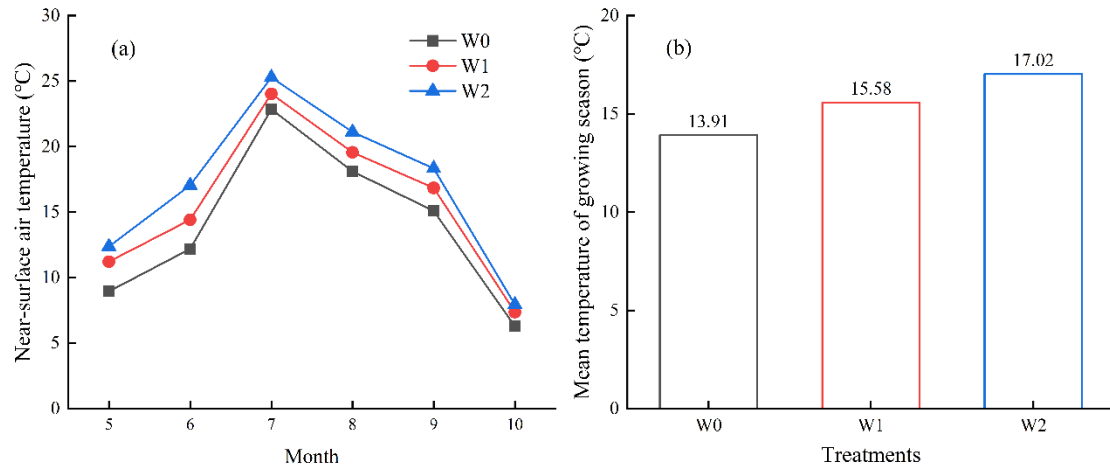 (a)
W0
W1
W2
30
25
20
15
10
5
0
Near-surface air temperature (℃)
5 6 7 8 9 10
Month
(b)
20
15
10
5
0
Mean temperature of growing season (℃)
13.91
15.58
17.02
W0 W1 W2
Treatments